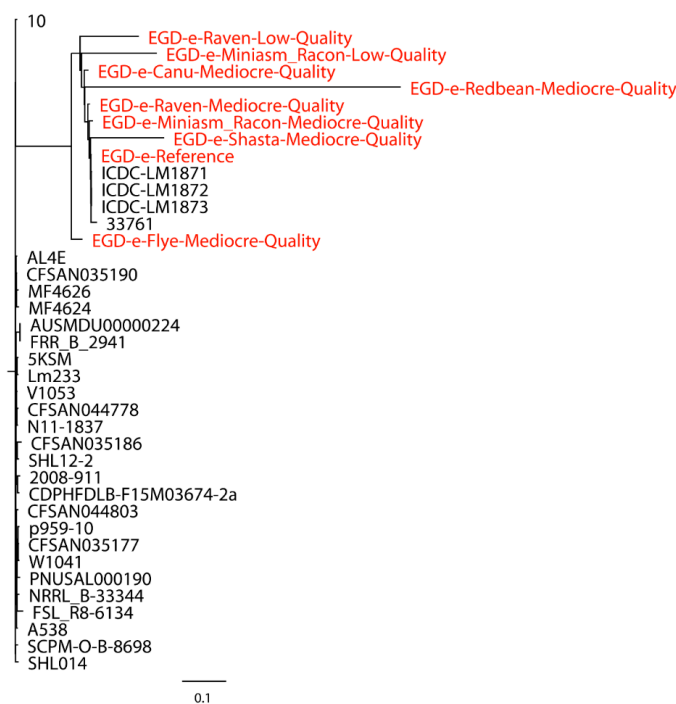 10
EGD-e-Raven-Low-Quality
EGD-e-Miniasm_Racon-Low-Quality
EGD-e-Canu-Mediocre-Quality
EGD-e-Redbean-Mediocre-Quality
EGD-e-Raven-Mediocre-Quality
EGD-e-Miniasm_Racon-Mediocre-Quality
EGD-e-Shasta-Mediocre-Quality
EGD-e-Reference
ICDC-LM1871
ICDC-LM1872
ICDC-LM1873
33761
EGD-e-Flye-Mediocre-Quality
AL4E
CFSAN035190
MF4626
MF4624
AUSMDU00000224
FRR_B_2941
5KSM
Lm233
V1053
CFSAN044778
N11-1837
CFSAN035186
SHL12-2
2008-911
CDPHFDLB-F15M03674-2a
CFSAN044803
p959-10
CFSAN035177
W1041
PNUSAL000190
NRRL_B-33344
FSL_R8-6134
A538
SCPM-O-B-8698
SHL014
0.1